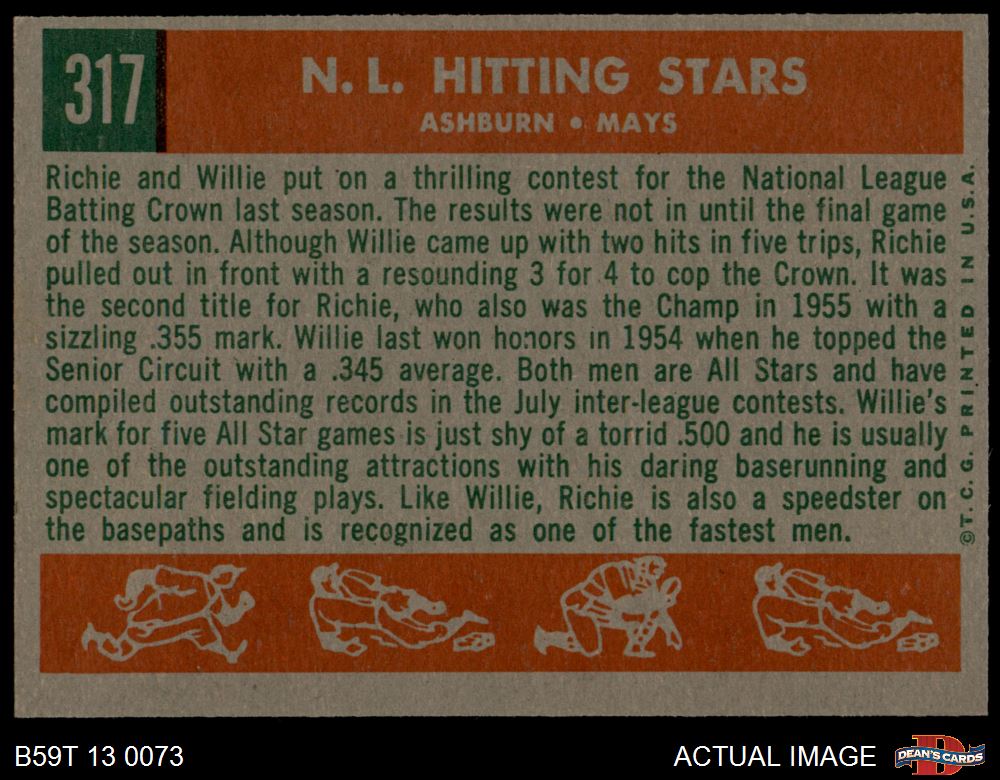 317
N. L. HITTING STARS
ASHBURN • MAYS
Richie and Willie put on a thrilling contest for the National League
Batting Crown last season. The results were not in until the final game
of the season. Although Willie came up with two hits in five trips, Richie
pulled out in front with a resounding 3 for 4 to cop the Crown. It was
the second title for Richie, who also was the Champ in 1955 with a
sizzling .355 mark. Willie last won honors in 1954 when he topped the
Senior Circuit with a .345 average. Both men are All Stars and have
compiled outstanding records in the July inter-league contests. Willie's
mark for five All Star games is just shy of a torrid .500 and he is usually
one of the outstanding attractions with his daring baserunning and
spectacular fielding plays. Like Willie, Richie is also a speedster on
the basepaths and is recognized as one of the fastest men.
© T. C. G. PRINTED IN U.S.A.
B59T 13 0073
ACTUAL IMAGE
D
DEAN'S CARDS